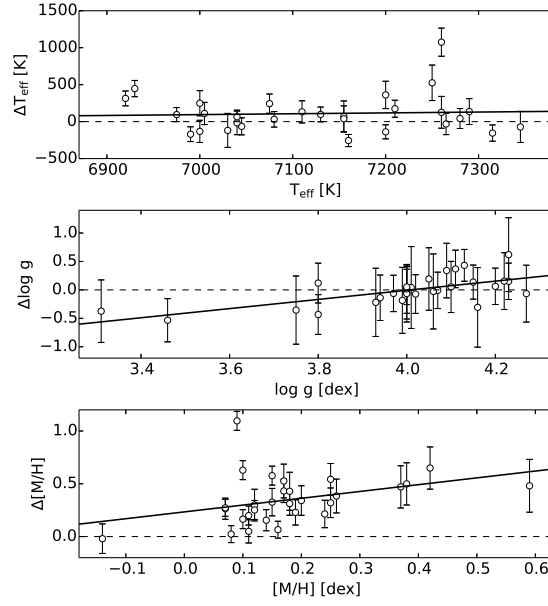 1500
1000
500
0
−500
ΔT_eff [K]
6900 7000 7100 7200 7300
T_eff [K]
1.0
0.5
0.0
−0.5
−1.0
Δlog g
3.4 3.6 3.8 4.0 4.2
log g [dex]
1.0
0.5
0.0
Δ[M/H]
−0.1 0.0 0.1 0.2 0.3 0.4 0.5 0.6
[M/H] [dex]